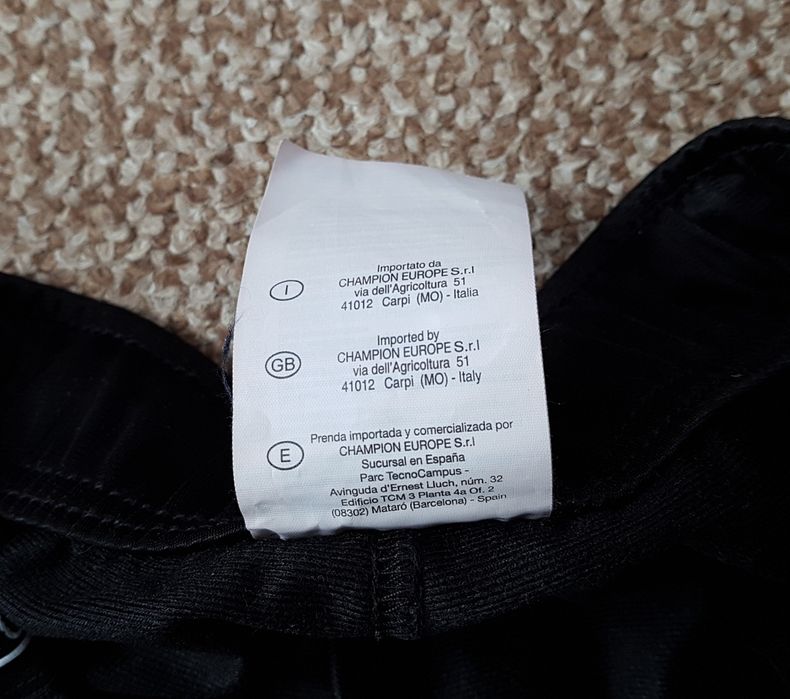 I
Importato da
CHAMPION EUROPE S.r.l
via dell'Agricoltura 51
41012 Carpi (MO) - Italia
GB
Imported by
CHAMPION EUROPE S.r.l
via dell'Agricoltura 51
41012 Carpi (MO) - Italy
E
Prenda importada y comercializada por
CHAMPION EUROPE S.r.l
Sucursal en España
Parc TecnoCampus -
Avinguda d'Ernest Lluch, núm. 32
Edificio TCM 3 Planta 4a Of. 2
(08302) Mataró (Barcelona) - Spain